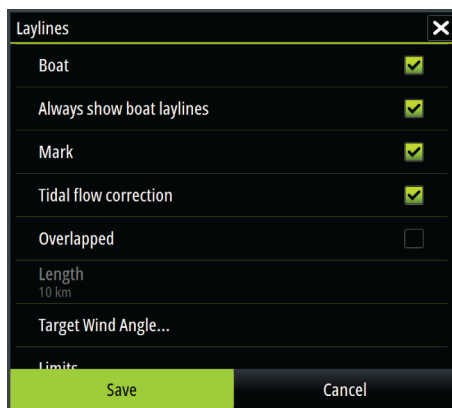 Laylines
Boat
Always show boat laylines
Mark
Tidal flow correction
Overlapped
Length
10 km
Target Wind Angle...
Limits
Save
Cancel